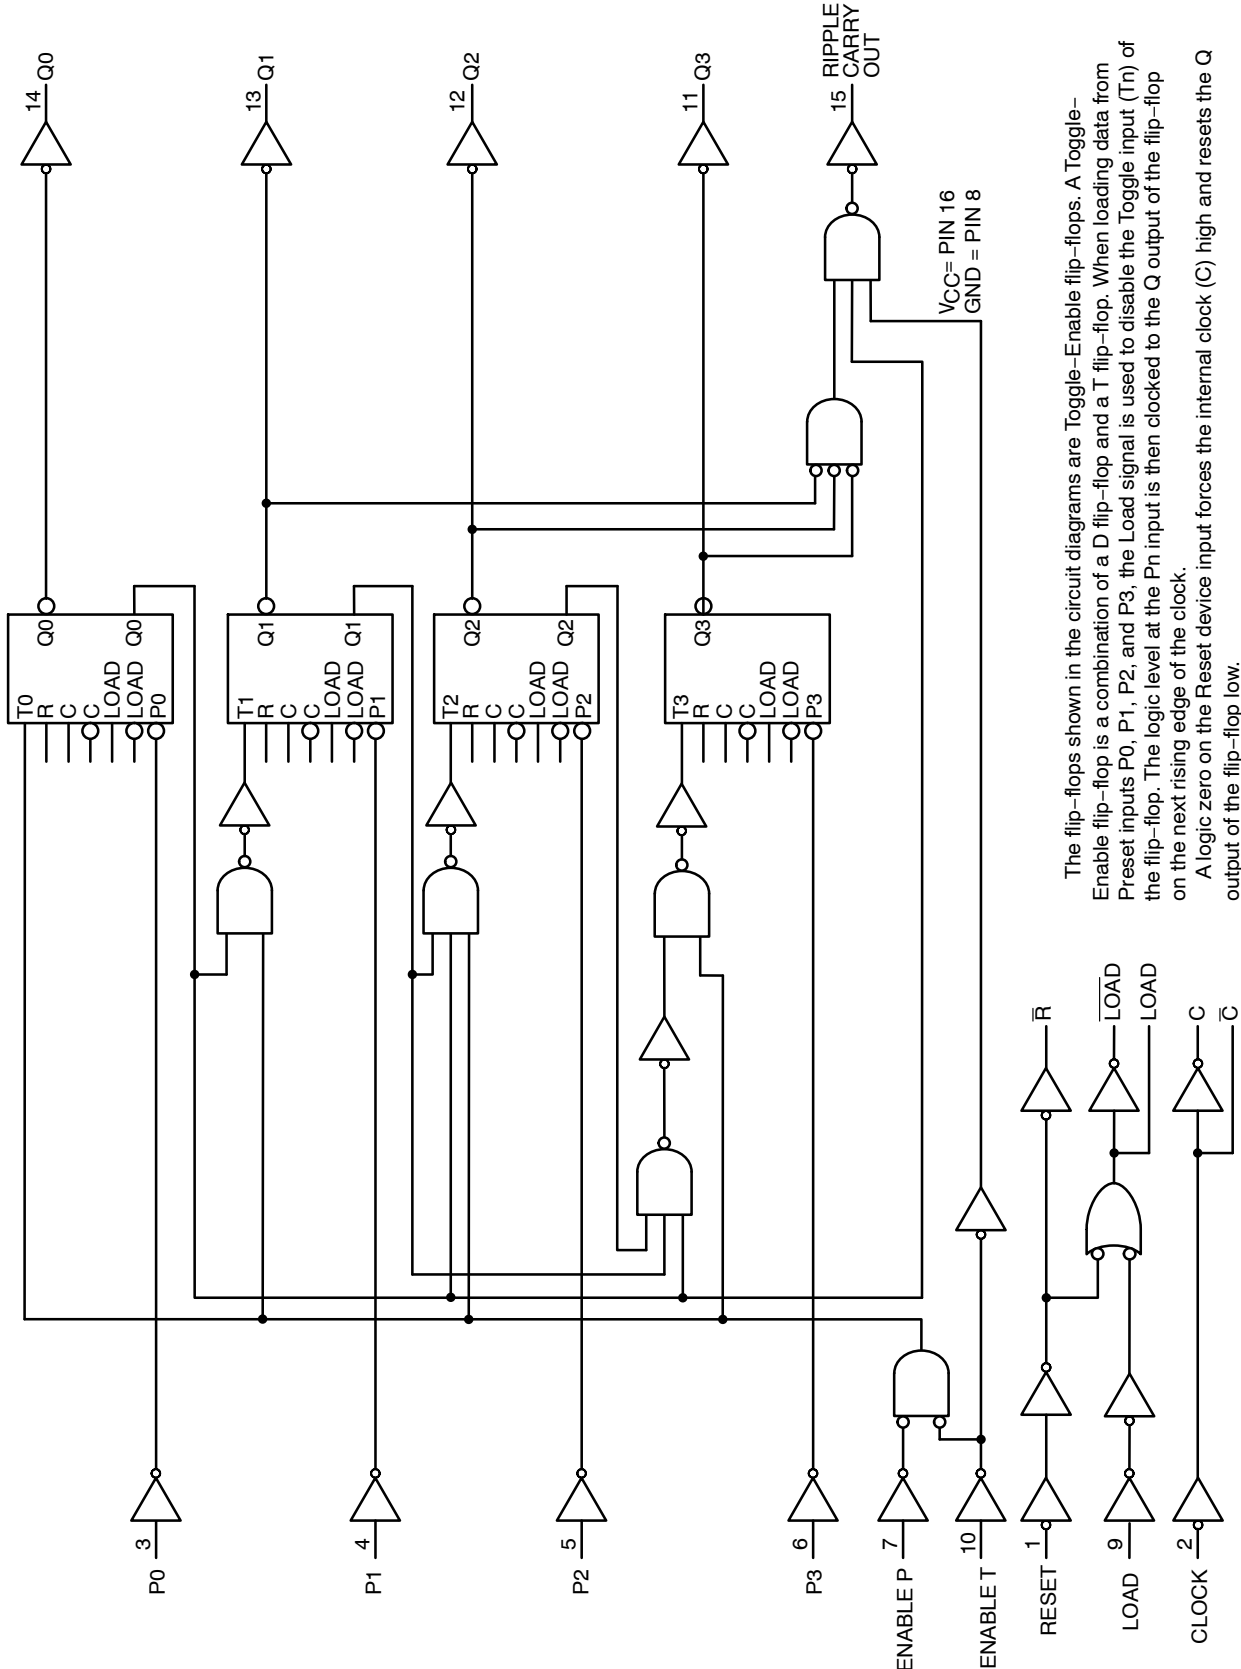 P0 3
P1 4
P2 5
P3 6
ENABLE P 7
ENABLE T 10
RESET 1
LOAD 9
CLOCK 2
T0
R
C
C
LOAD
LOAD
P0
Q0
Q0
T1
R
C
C
LOAD
LOAD
P1
Q1
Q1
T2
R
C
C
LOAD
LOAD
P2
Q2
Q2
T3
R
C
C
LOAD
LOAD
P3
Q3
14 Q0
13 Q1
12 Q2
11 Q3
15
RIPPLE
CARRY
OUT
VCC= PIN 16
GND = PIN 8
R̅
L̅O̅A̅D̅
LOAD
C
C̅
The flip−flops shown in the circuit diagrams are Toggle−Enable flip−flops. A Toggle−
Enable flip−flop is a combination of a D flip−flop and a T flip−flop. When loading data from
Preset inputs P0, P1, P2, and P3, the Load signal is used to disable the Toggle input (Tn) of
the flip−flop. The logic level at the Pn input is then clocked to the Q output of the flip−flop
on the next rising edge of the clock.
A logic zero on the Reset device input forces the internal clock (C) high and resets the Q
output of the flip−flop low.